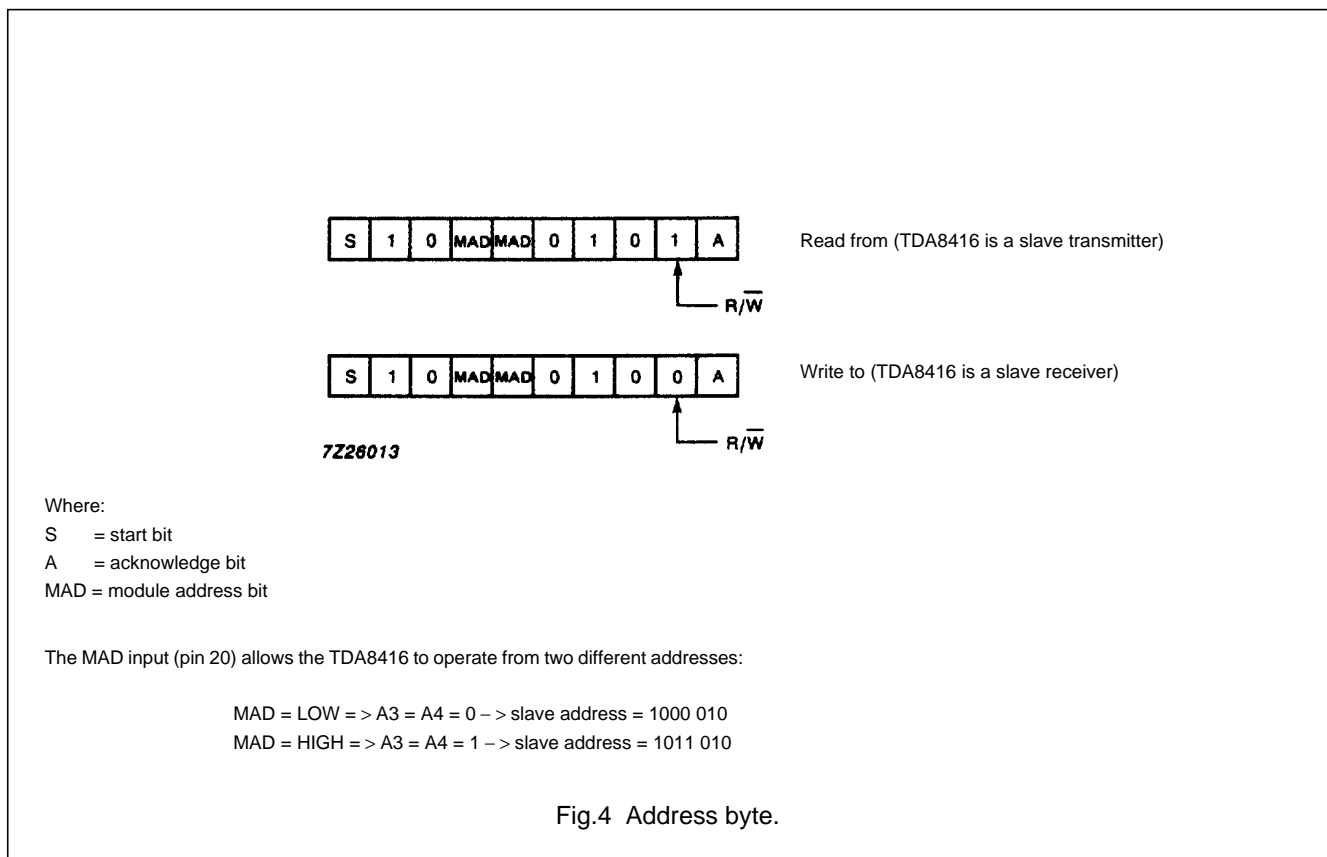 S 1 0 MAD MAD 0 1 0 1 A Read from (TDA8416 is a slave transmitter)
R/W̅
S 1 0 MAD MAD 0 1 0 0 A Write to (TDA8416 is a slave receiver)
R/W̅
7Z26013
Where:
S = start bit
A = acknowledge bit
MAD = module address bit
The MAD input (pin 20) allows the TDA8416 to operate from two different addresses:
MAD = LOW = > A3 = A4 = 0 − > slave address = 1000 010
MAD = HIGH = > A3 = A4 = 1 − > slave address = 1011 010
Fig.4 Address byte.